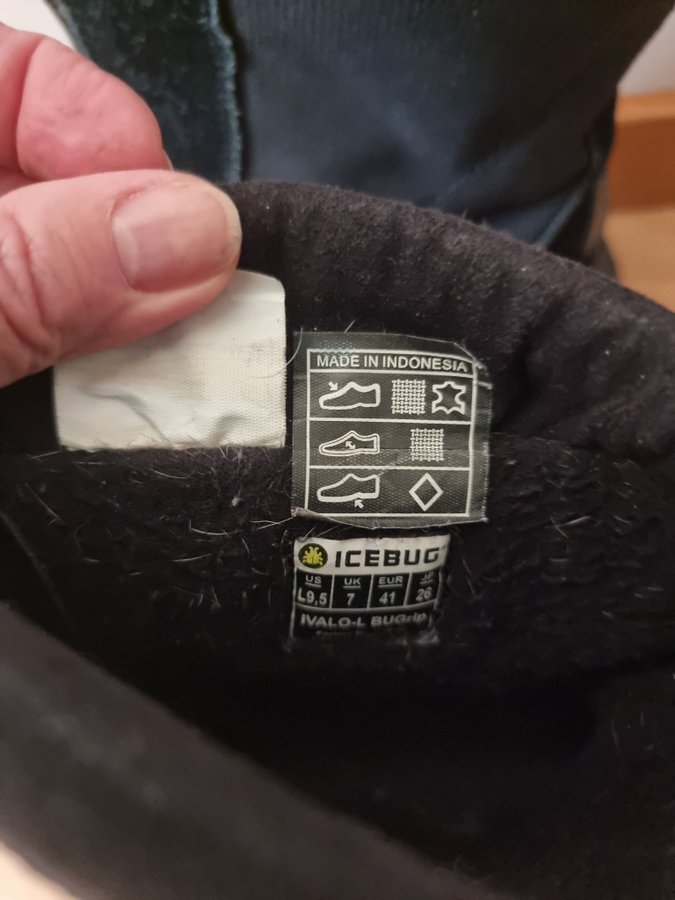 MADE IN INDONESIA
ICEBUG
US UK EUR JP
L9,5 7 41 26
IVALO-L BUGrip